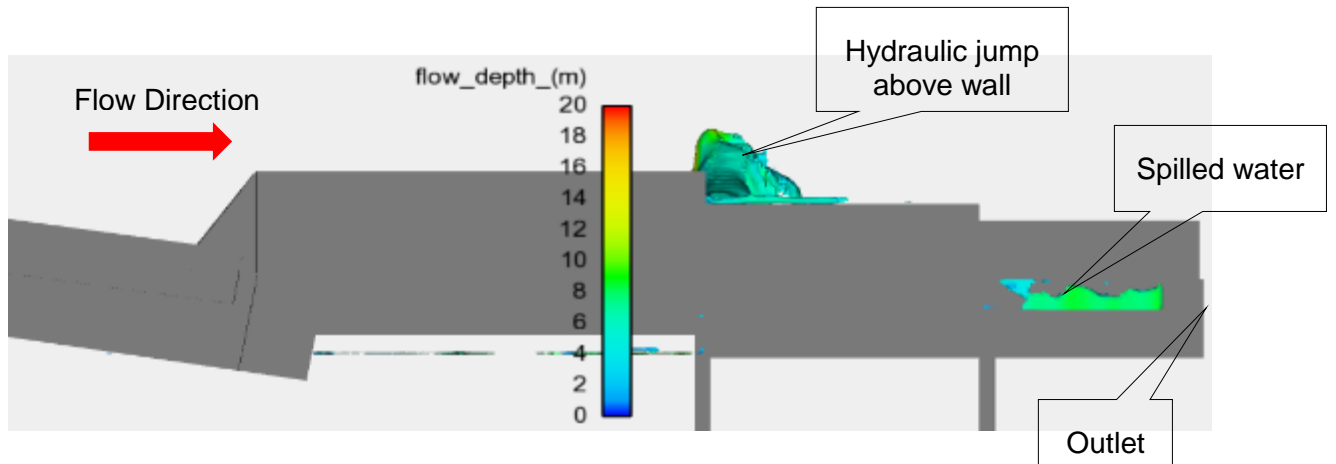 Hydraulic jump
above wall
flow_depth_(m)
Flow Direction
20
18
16
14
12
10
8
6
4
2
0
Spilled water
Outlet